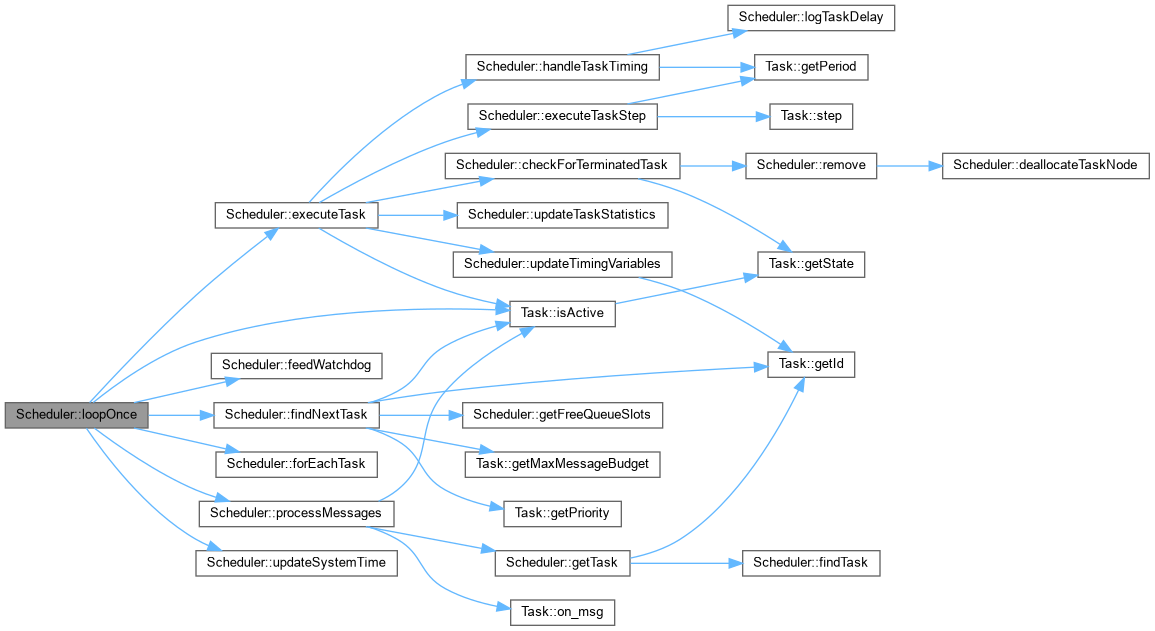 Scheduler::logTaskDelay
Scheduler::handleTaskTiming
Task::getPeriod
Scheduler::executeTaskStep
Task::step
Scheduler::checkForTerminatedTask
Scheduler::remove
Scheduler::deallocateTaskNode
Scheduler::executeTask
Scheduler::updateTaskStatistics
Scheduler::updateTimingVariables
Task::getState
Task::isActive
Scheduler::feedWatchdog
Task::getId
Scheduler::loopOnce
Scheduler::findNextTask
Scheduler::getFreeQueueSlots
Scheduler::forEachTask
Task::getMaxMessageBudget
Scheduler::processMessages
Task::getPriority
Scheduler::updateSystemTime
Scheduler::getTask
Scheduler::findTask
Task::on_msg